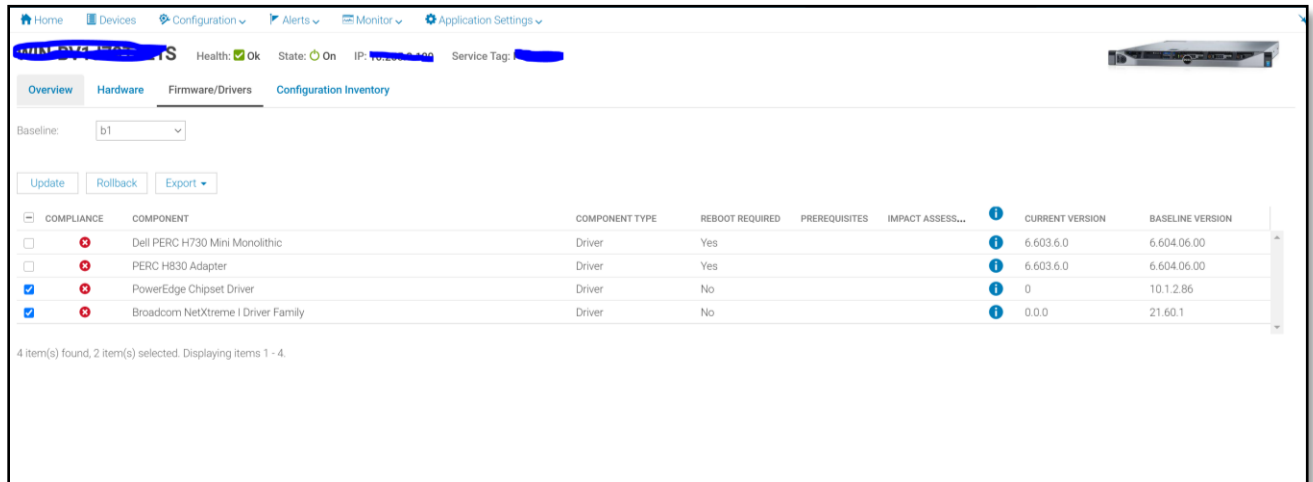 Home Devices Configuration Alerts Monitor Application Settings
Health: Ok State: On IP: Service Tag:
Overview Hardware Firmware/Drivers Configuration Inventory
Baseline: b1
Update Rollback Export
COMPLIANCE COMPONENT COMPONENT TYPE REBOOT REQUIRED PREREQUISITES IMPACT ASSESS... CURRENT VERSION BASELINE VERSION
Dell PERC H730 Mini Monolithic Driver Yes 6.603.6.0 6.604.06.00
PERC H830 Adapter Driver Yes 6.603.6.0 6.604.06.00
PowerEdge Chipset Driver Driver No 0 10.1.2.86
Broadcom NetXtreme I Driver Family Driver No 0.0.0 21.60.1
4 item(s) found, 2 item(s) selected. Displaying items 1 - 4.